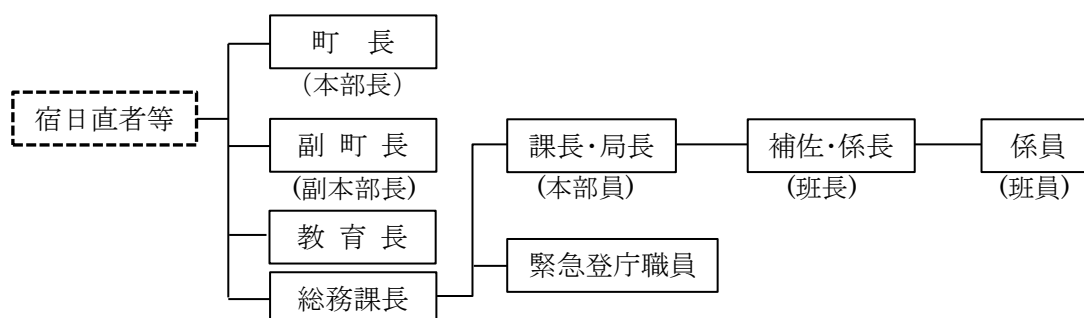 町　長
(本部長)
宿日直者等
副 町 長
(副本部長)
課長・局長
(本部員)
補佐・係長
(班長)
係員
(班員)
教 育 長
緊急登庁職員
総務課長